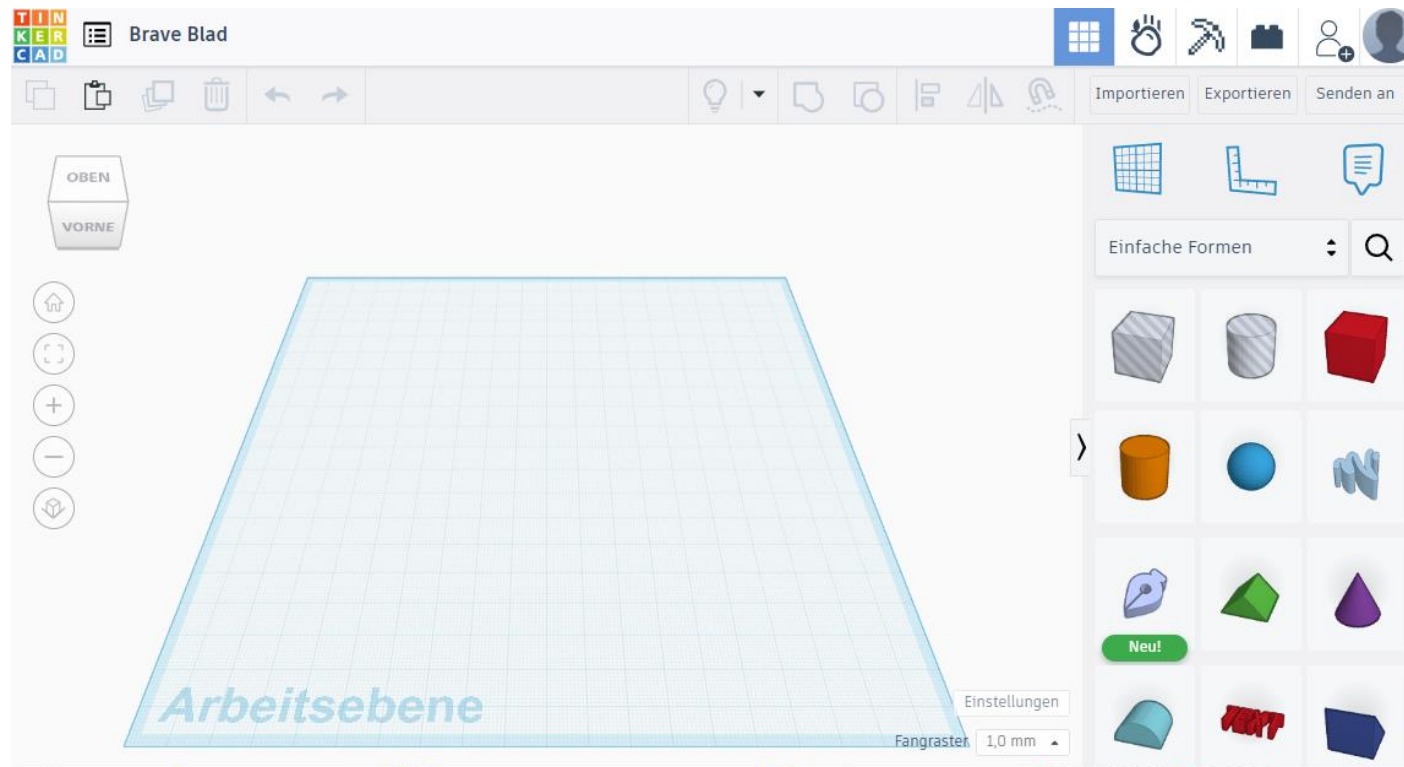 TIN
KER
CAD
Brave Blad
Importieren
Exportieren
Senden an
OBEN
VORNE
Einfache Formen
Neu!
TEXT
Arbeitsebene
Einstellungen
Fangraster 1,0 mm